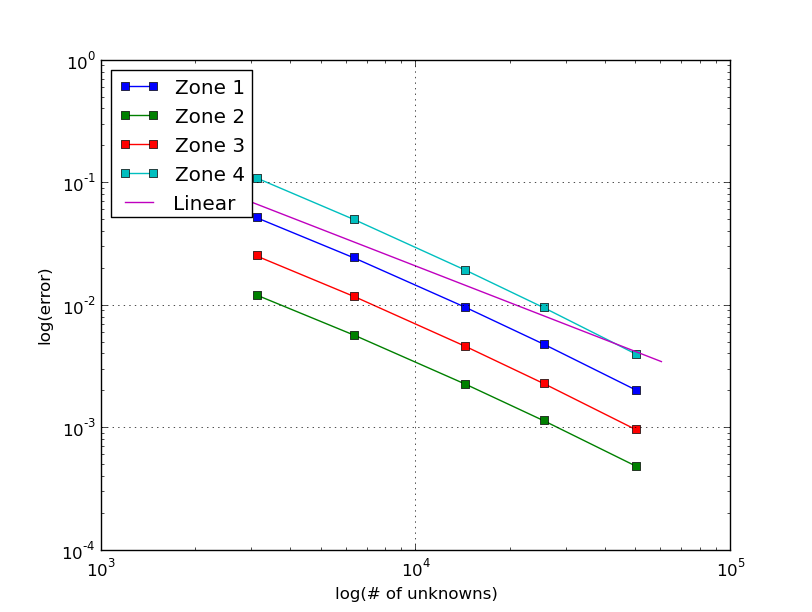 10^0
10^-1
10^-2
10^-3
10^-4
Zone 1
Zone 2
Zone 3
Zone 4
Linear
log(error)
10^3
10^4
10^5
log(# of unknowns)